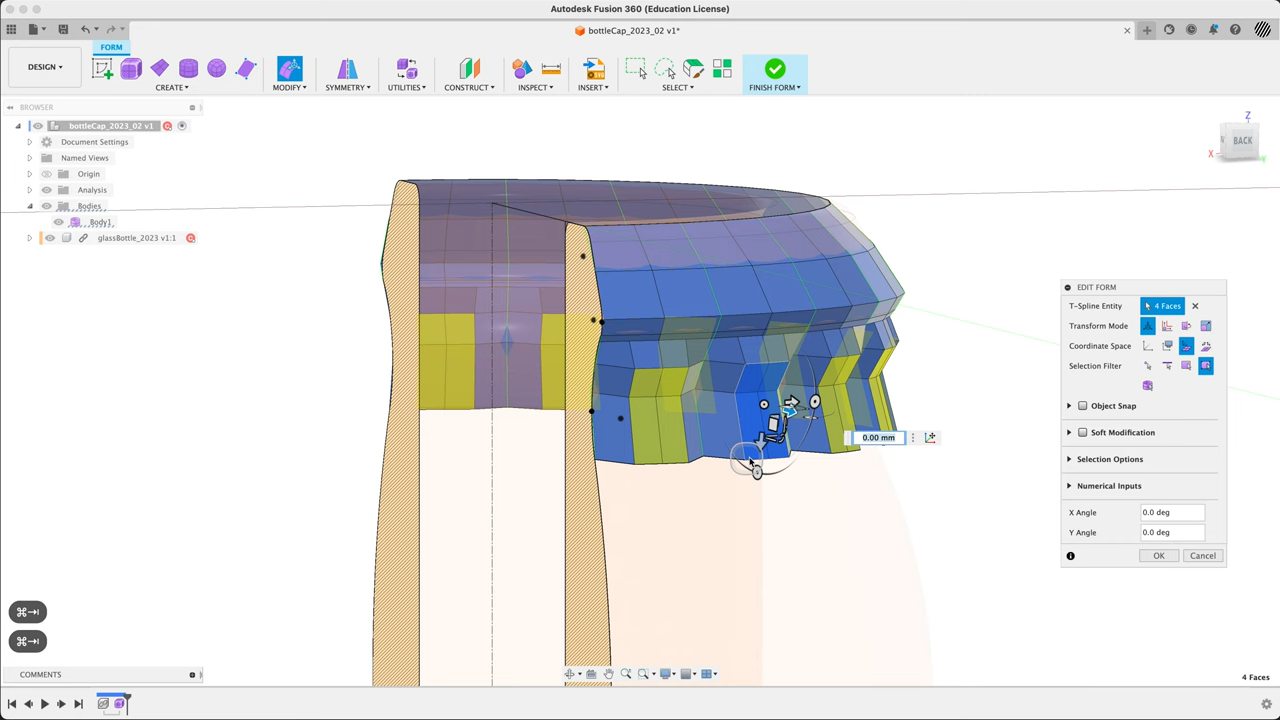 Autodesk Fusion 360 (Education License)
bottleCap_2023_02 v1*
FORM
DESIGN
CREATE
MODIFY
SYMMETRY
UTILITIES
CONSTRUCT
INSPECT
INSERT
SELECT
FINISH FORM
BROWSER
bottleCap_2023_02 v1
Document Settings
Named Views
Origin
Analysis
Bodies
Body1
glassBottle_2023 v1:1
Z
BACK
X
Y
EDIT FORM
T-Spline Entity
4 Faces
Transform Mode
Coordinate Space
Selection Filter
Object Snap
Soft Modification
Selection Options
Numerical Inputs
X Angle
0.0 deg
Y Angle
0.0 deg
OK
Cancel
0.00 mm
⌘⇥
⌘⇥
COMMENTS
4 Faces